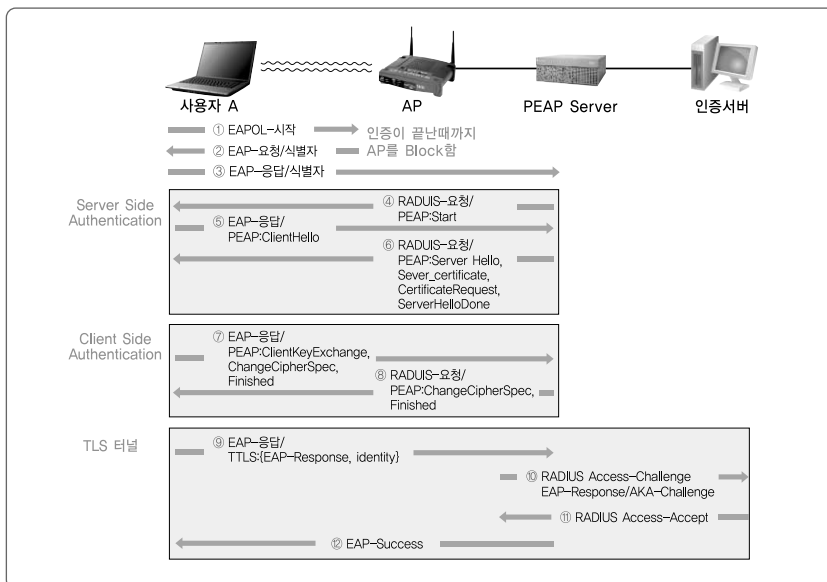 사용자 A
AP
PEAP Server
인증서버
① EAPOL-시작
인증이 끝난때까지
AP를 Block함
② EAP-요청/식별자
③ EAP-응답/식별자
Server Side
Authentication
④ RADUIS-요청/
PEAP:Start
⑤ EAP-응답/
PEAP:ClientHello
⑥ RADUIS-요청/
PEAP:Server Hello,
Sever_certificate,
CertificateRequest,
ServerHelloDone
Client Side
Authentication
⑦ EAP-응답/
PEAP:ClientKeyExchange,
ChangeCipherSpec,
Finished
⑧ RADUIS-요청/
PEAP:ChangeCipherSpec,
Finished
TLS 터널
⑨ EAP-응답/
TTLS:{EAP-Response, identity}
⑩ RADIUS Access-Challenge
EAP-Response/AKA-Challenge
⑪ RADIUS Access-Accept
⑫ EAP-Success